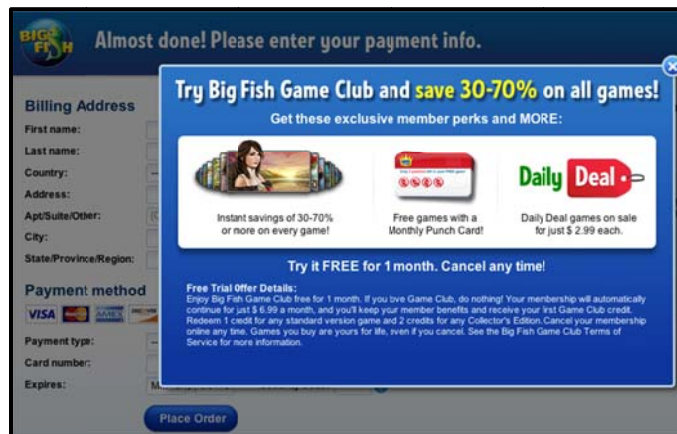 BIG FISH
Almost done! Please enter your payment info.
Try Big Fish Game Club and save 30-70% on all games!
Get these exclusive member perks and MORE:
Daily Deal
Instant savings of 30-70%
or more on every game!
Free games with a
Monthly Punch Card!
Daily Deal games on sale
for just $ 2.99 each.
Try it FREE for 1 month. Cancel any time!
Free Trial Offer Details:
Enjoy Big Fish Game Club free for 1 month. If you love Game Club, do nothing! Your membership will automatically
continue for just $ 6.99 a month, and you'll keep your member benefits and receive your first Game Club credit.
Redeem 1 credit for any standard version game and 2 credits for any Collector's Edition. Cancel your membership
online any time. Games you buy are yours for life, even if you cancel. See the Big Fish Game Club Terms of
Service for more information.
Billing Address
First name:
Last name:
Country:
Address:
Apt/Suite/Other:
City:
State/Province/Region:
Payment method
VISA
AMEX
Payment type:
Card number:
Expires:
Place Order